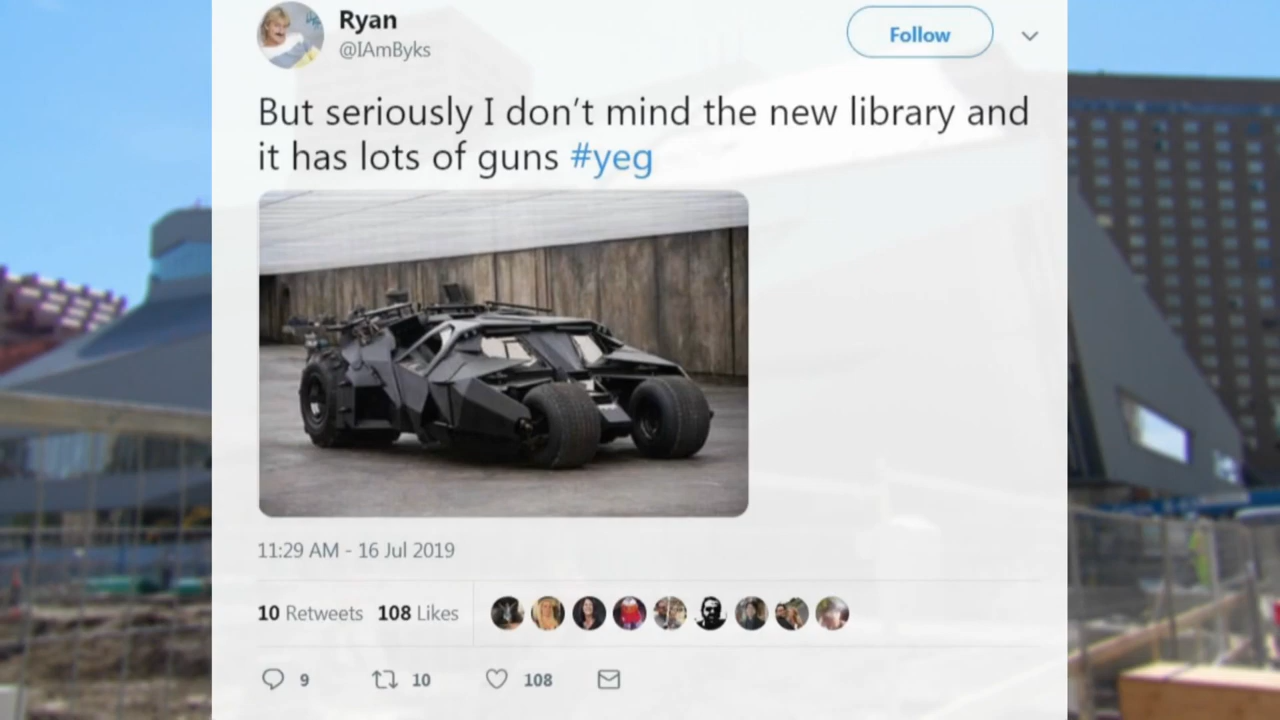 Ryan
@IAmByks
Follow
But seriously I don't mind the new library and
it has lots of guns #yeg
11:29 AM - 16 Jul 2019
10 Retweets 108 Likes
9 10 108